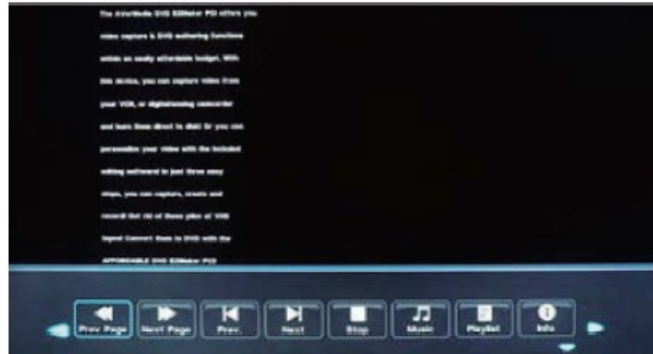 The AVerMedia DVD EZMaker PCI offers you
video capture & DVD authoring functions
within an easily affordable budget. With
this device, you can capture video from
your VCR, or digital/analog camcorder
and burn them direct to disk! Or you can
personalize your video with the included
editing software! In just three easy
steps, you can capture, create and
record! Get rid of those piles of VHS
tapes! Convert them to DVD with the
AFFORDABLE DVD EZMaker PCI
Prev Page
Next Page
Prev.
Next
Stop
Music
Playlist
Info